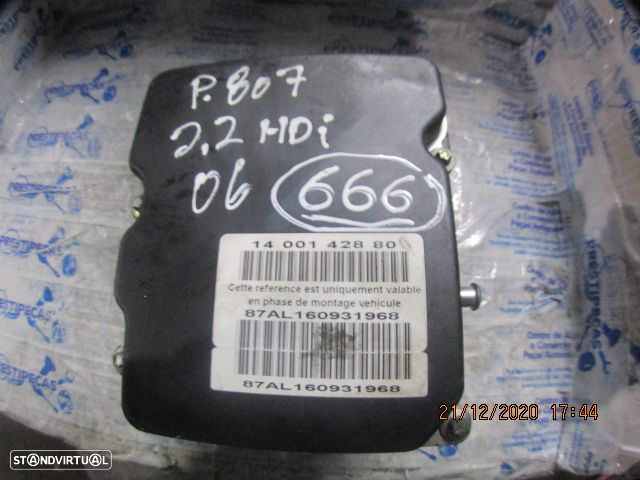 P.807
2,2 HDi
06 666
14 001 428 80
Cette reference est uniquement valable
en phase de montage vehicule
87AL160931968
87AL160931968
21/12/2020 17:44
STANDVIRTUAL